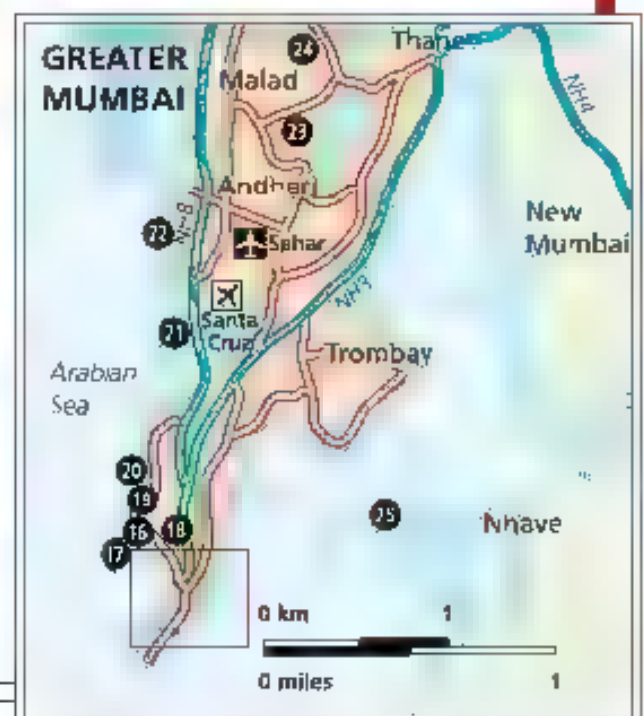 GREATER
MUMBAI
24
Thane
Malad
NH4
23
Andheri
NH8
New
Mumbai
22
Sahar
NH3
Santa
Cruz
21
Trombay
Arabian
Sea
20
19
16
18
17
25
Nhave
0 km 1
0 miles 1